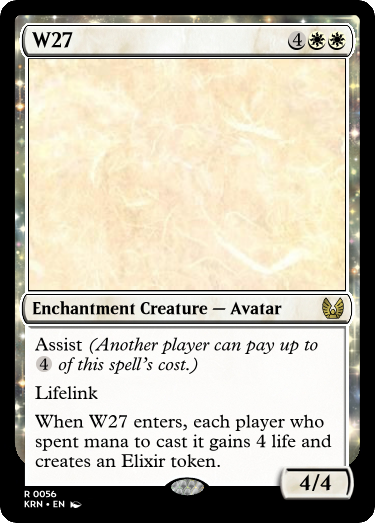 W27 4
Enchantment Creature — Avatar
Assist (Another player can pay up to
4 of this spell's cost.)
Lifelink
When W27 enters, each player who
spent mana to cast it gains 4 life and
creates an Elixir token.
4/4
R 0056
KRN • EN